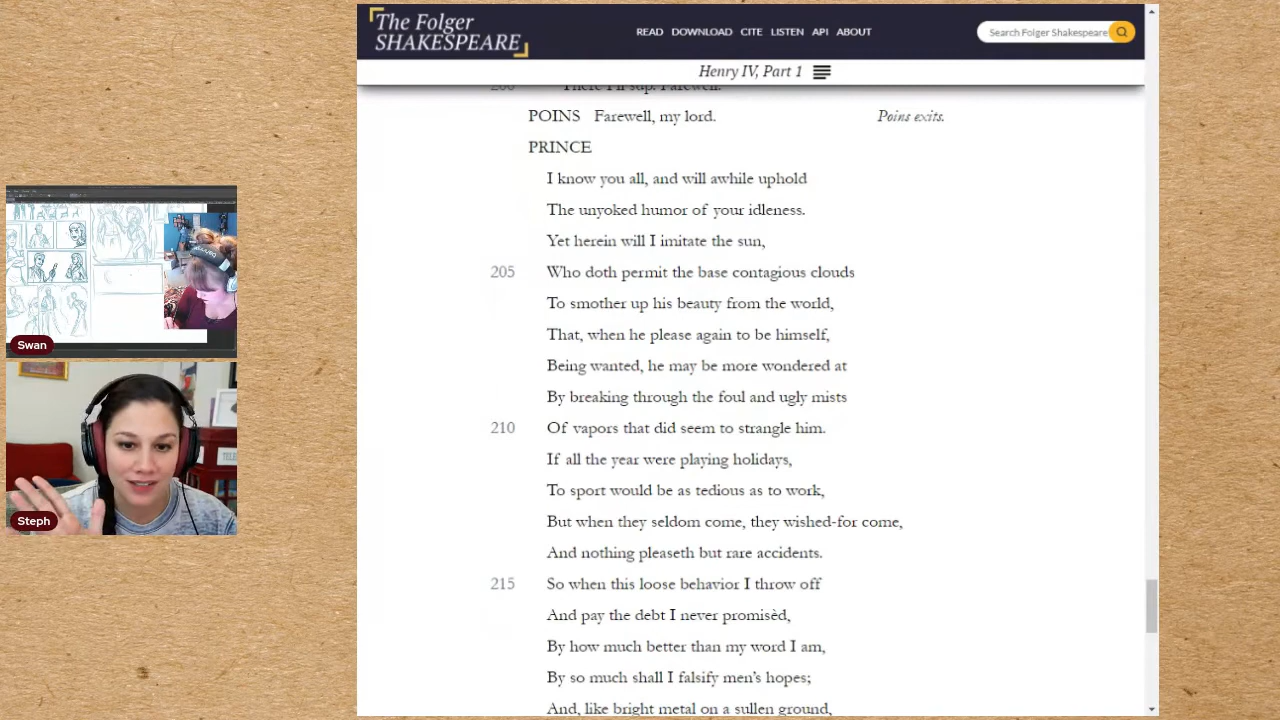 The Folger
SHAKESPEARE
READ DOWNLOAD CITE LISTEN API ABOUT
Search Folger Shakespeare
Henry IV, Part 1
200 There I'll sup. Farewell.
POINS Farewell, my lord. Poins exits.
PRINCE
I know you all, and will awhile uphold
The unyoked humor of your idleness.
Yet herein will I imitate the sun,
205 Who doth permit the base contagious clouds
To smother up his beauty from the world,
That, when he please again to be himself,
Being wanted, he may be more wondered at
By breaking through the foul and ugly mists
210 Of vapors that did seem to strangle him.
If all the year were playing holidays,
To sport would be as tedious as to work,
But when they seldom come, they wished-for come,
And nothing pleaseth but rare accidents.
215 So when this loose behavior I throw off
And pay the debt I never promisèd,
By how much better than my word I am,
By so much shall I falsify men's hopes;
And, like bright metal on a sullen ground,
Swan
Steph